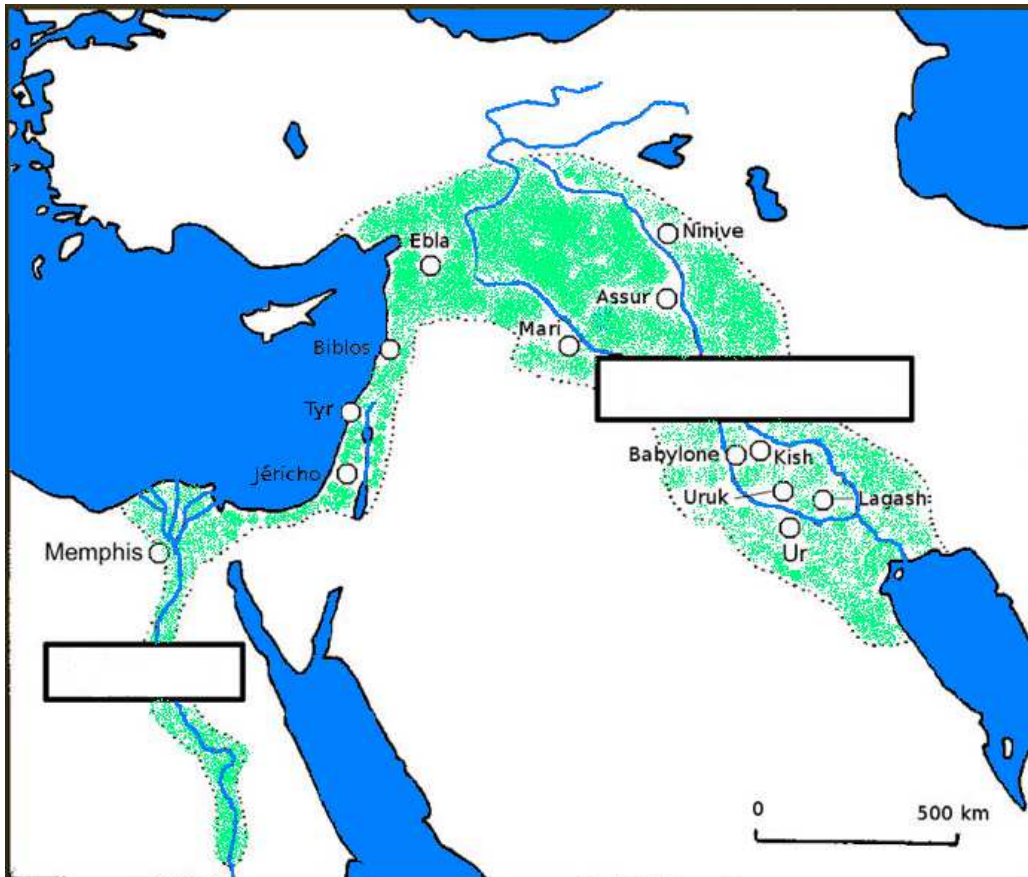 Ninive
Ebla
Assur
Mari
Biblos
Tyr
Babylone
Kish
Jéricho
Uruk
Lagash
Ur
Memphis
0 500 km